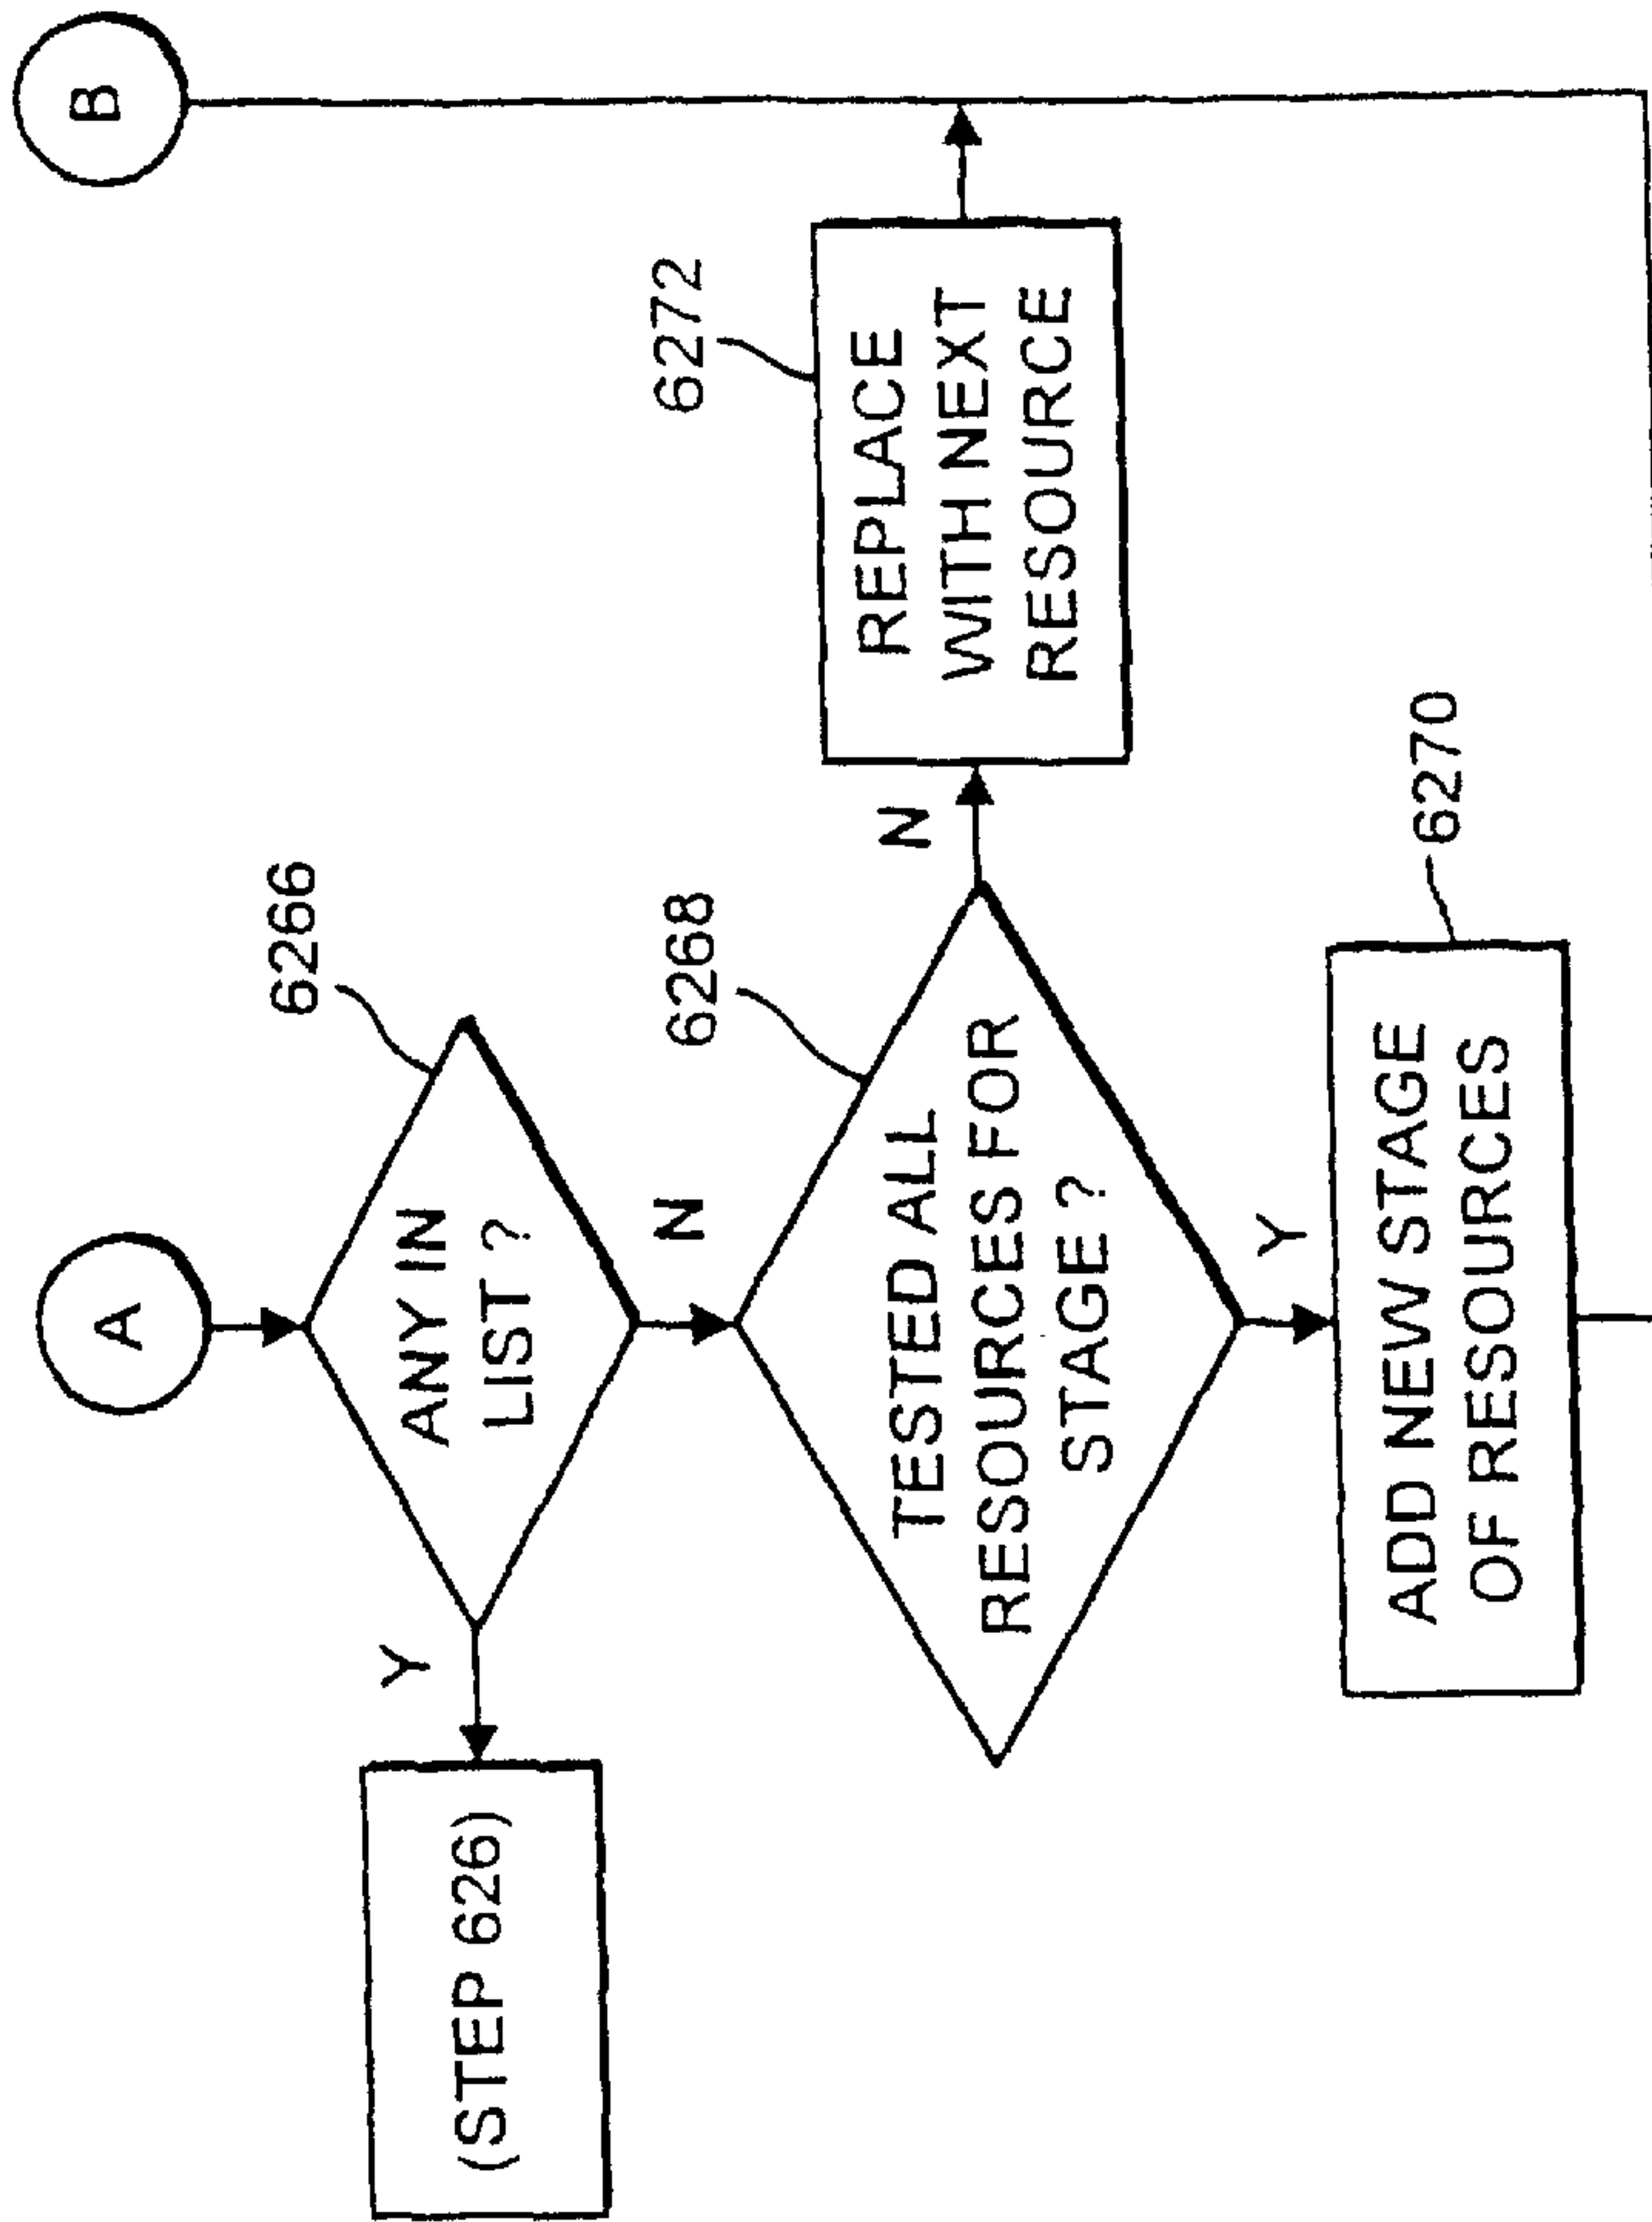 A
B
6266
ANY IN
LIST ?
Y
(STEP 626)
N
6268
TESTED ALL
RESOURCES FOR
STAGE ?
N
6272
REPLACE
WITH NEXT
RESOURCE
Y
6270
ADD NEW STAGE
OF RESOURCES